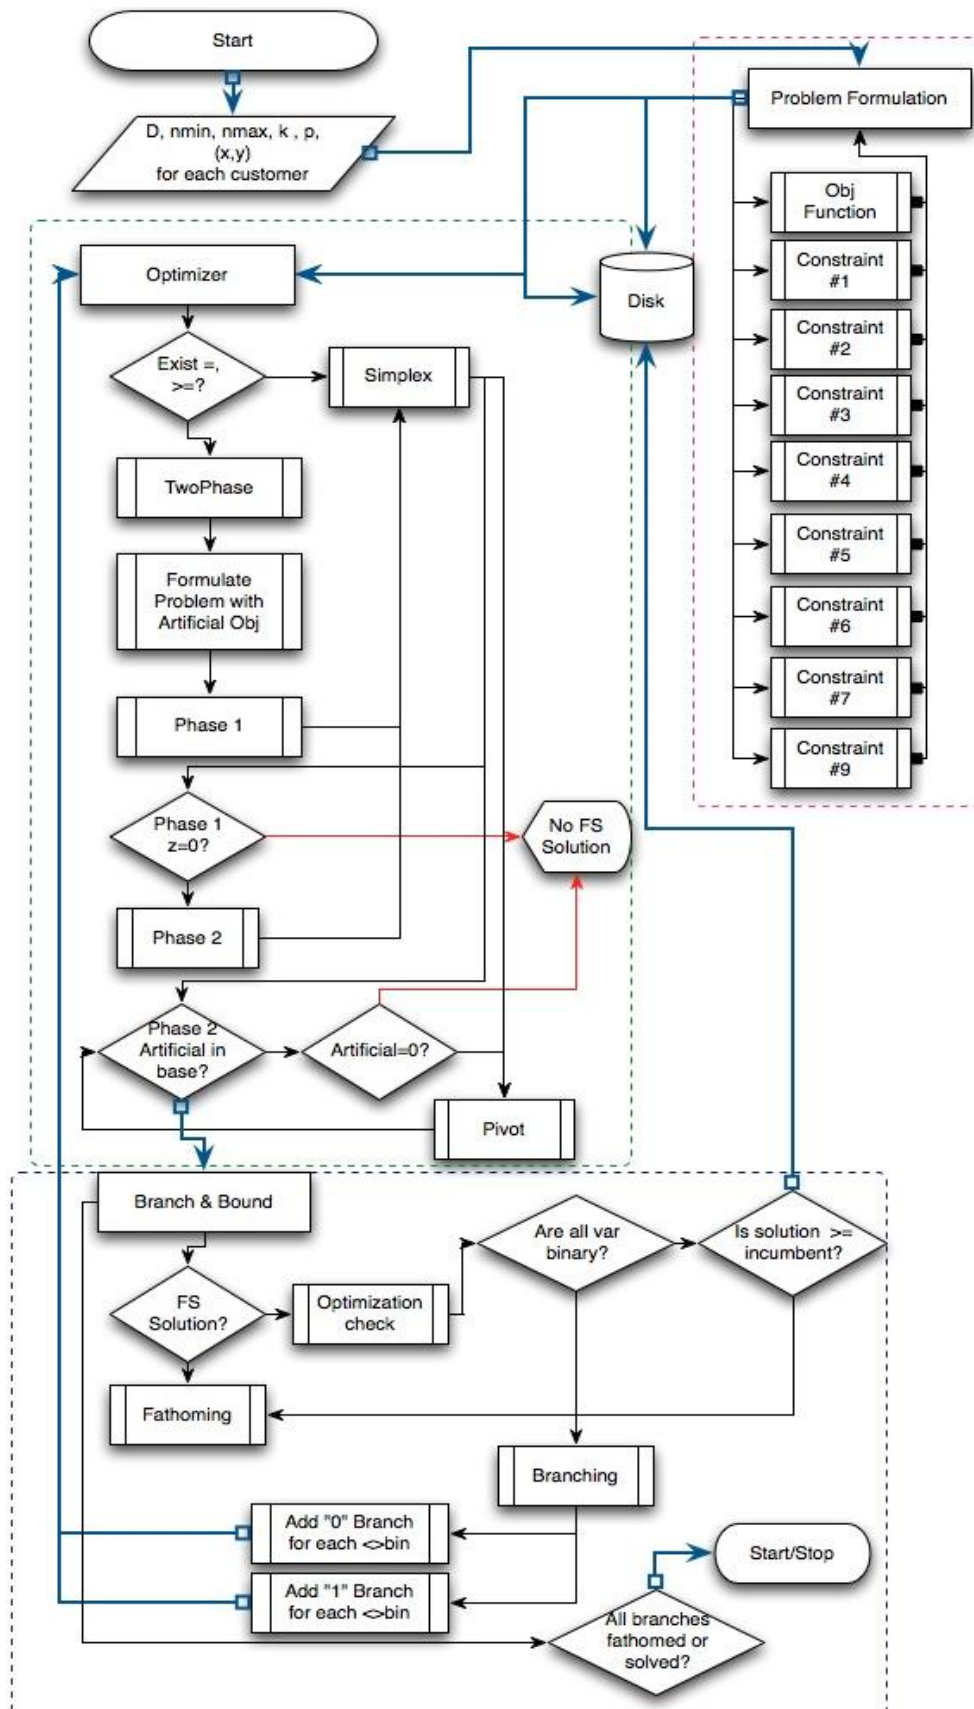 Start
D, nmin, nmax, k , p,
(x,y)
for each customer
Problem Formulation
Obj
Function
Constraint
#1
Constraint
#2
Constraint
#3
Constraint
#4
Constraint
#5
Constraint
#6
Constraint
#7
Constraint
#9
Optimizer
Disk
Exist =,
>=?
Simplex
TwoPhase
Formulate
Problem with
Artificial Obj
Phase 1
Phase 1
z=0?
No FS
Solution
Phase 2
Phase 2
Artificial in
base?
Artificial=0?
Pivot
Branch & Bound
Are all var
binary?
Is solution >=
incumbent?
FS
Solution?
Optimization
check
Fathoming
Branching
Add "0" Branch
for each <>bin
Add "1" Branch
for each <>bin
Start/Stop
All branches
fathomed or
solved?